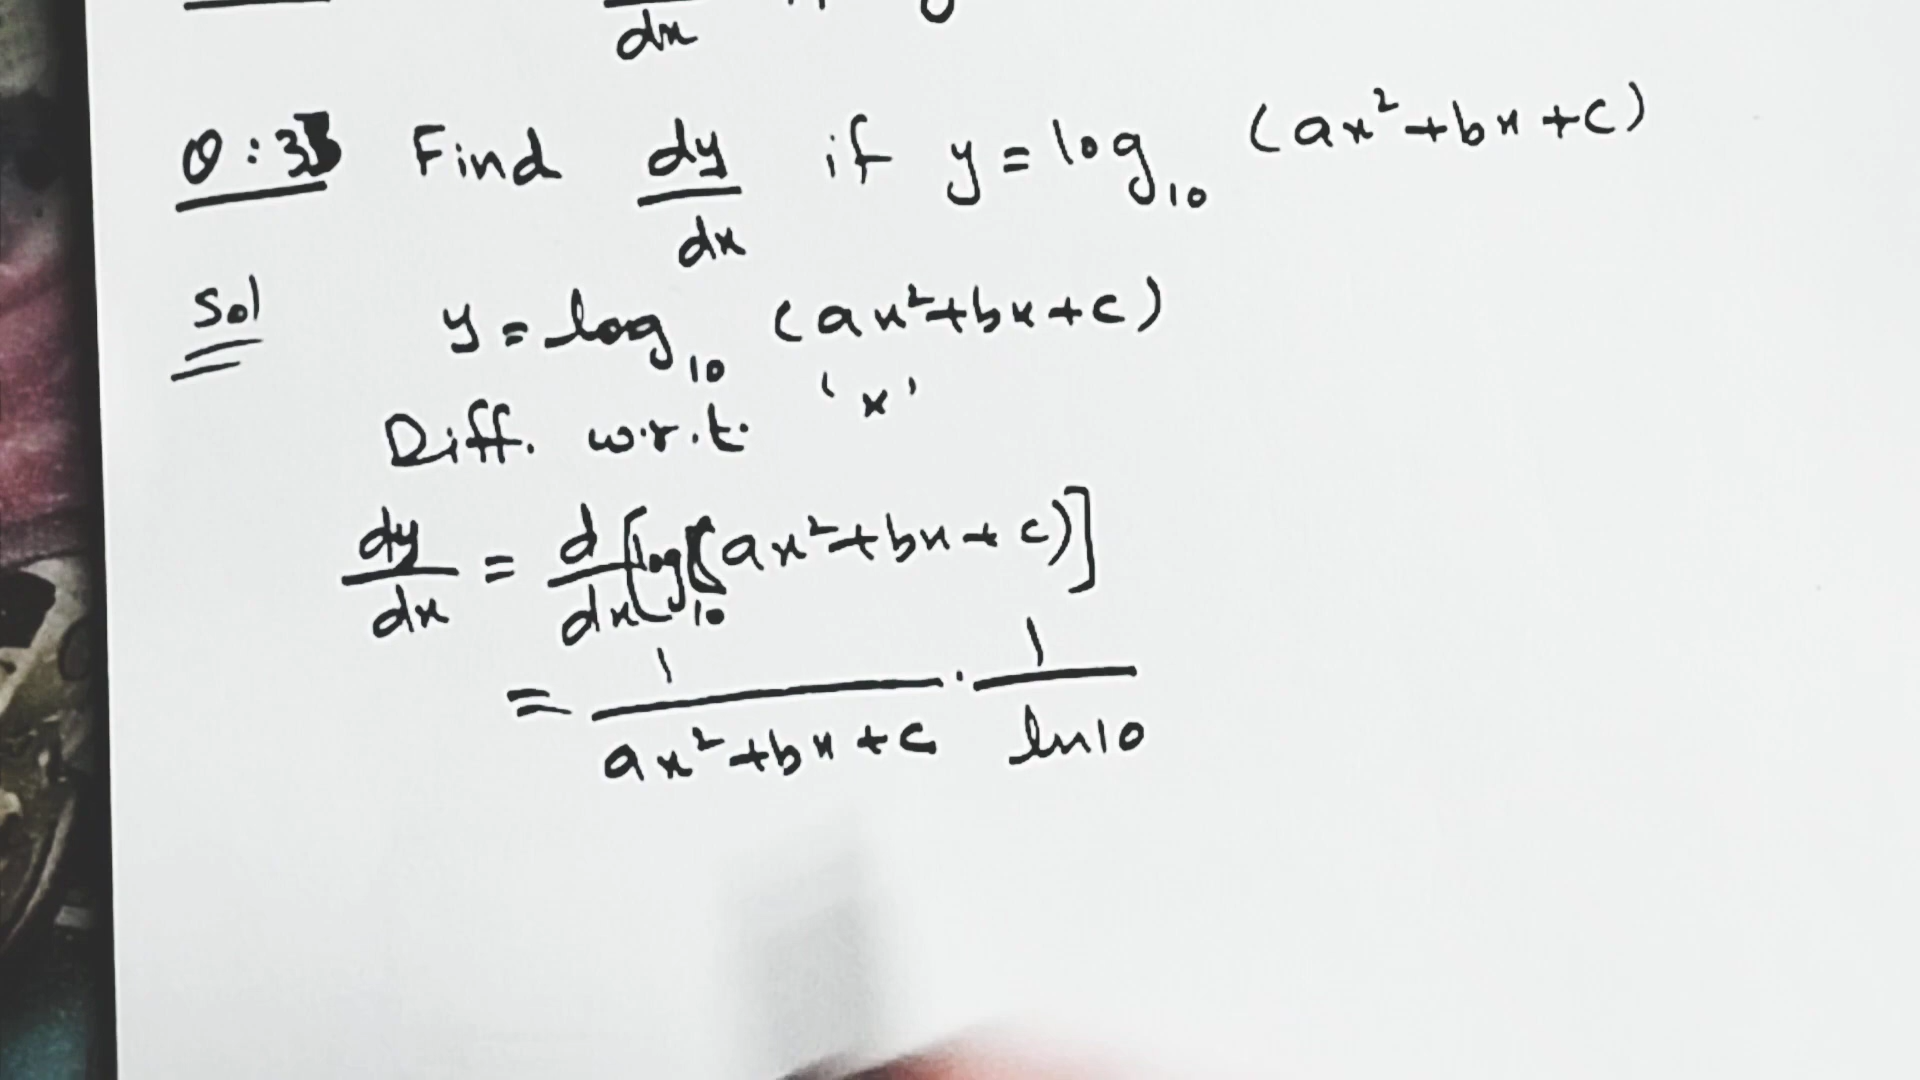 dx
Q:3 Find dy/dx if y = log₁₀ (ax²+bx+c)
Sol y = log₁₀ (ax²+bx+c)
Diff. w.r.t. 'x'
dy/dx = d/dx [log₁₀(ax²+bx+c)]
= 1/(ax²+bx+c) · 1/ln10